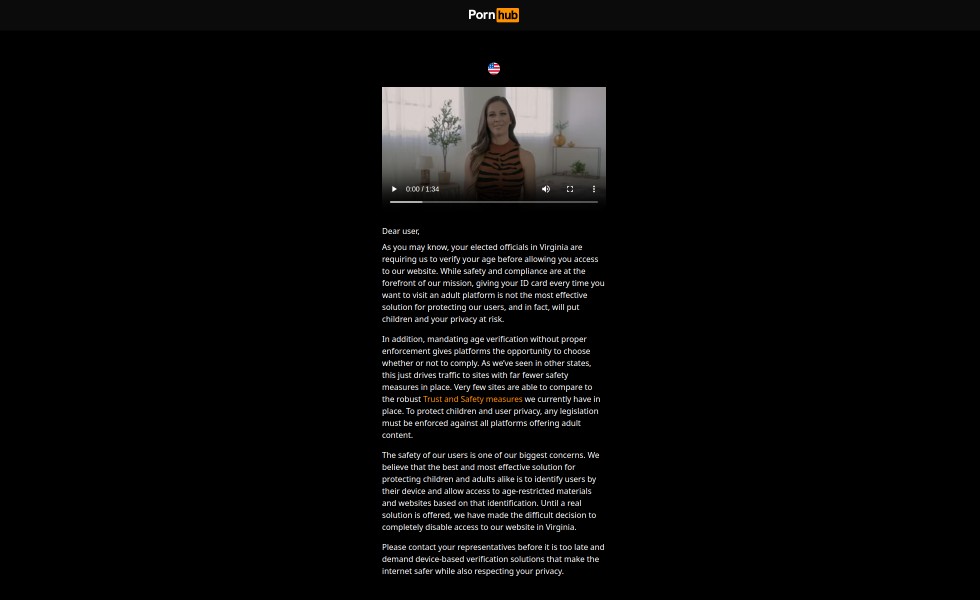 Pornhub
0:00 / 1:34
Dear user,
As you may know, your elected officials in Virginia are
requiring us to verify your age before allowing you access
to our website. While safety and compliance are at the
forefront of our mission, giving your ID card every time you
want to visit an adult platform is not the most effective
solution for protecting our users, and in fact, will put
children and your privacy at risk.
In addition, mandating age verification without proper
enforcement gives platforms the opportunity to choose
whether or not to comply. As we've seen in other states,
this just drives traffic to sites with far fewer safety
measures in place. Very few sites are able to compare to
the robust Trust and Safety measures we currently have in
place. To protect children and user privacy, any legislation
must be enforced against all platforms offering adult
content.
The safety of our users is one of our biggest concerns. We
believe that the best and most effective solution for
protecting children and adults alike is to identify users by
their device and allow access to age-restricted materials
and websites based on that identification. Until a real
solution is offered, we have made the difficult decision to
completely disable access to our website in Virginia.
Please contact your representatives before it is too late and
demand device-based verification solutions that make the
internet safer while also respecting your privacy.